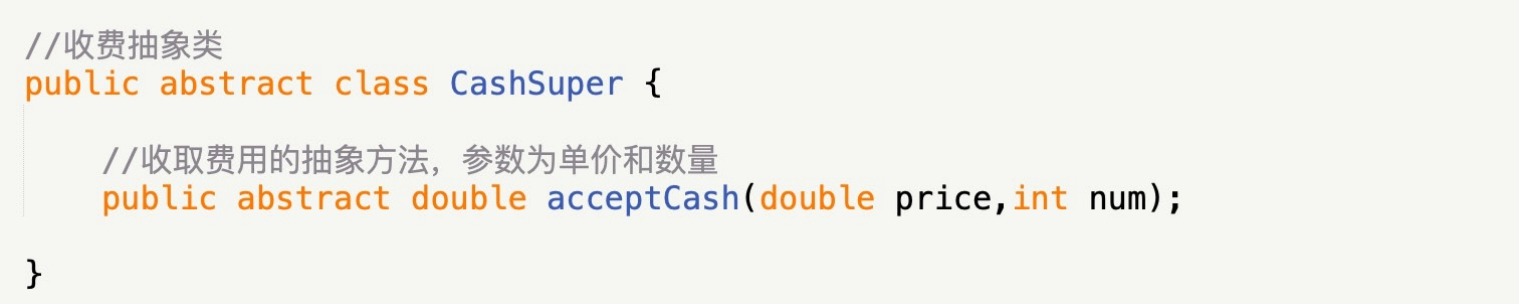 //收费抽象类
public abstract class CashSuper {
//收取费用的抽象方法，参数为单价和数量
public abstract double acceptCash(double price,int num);
}